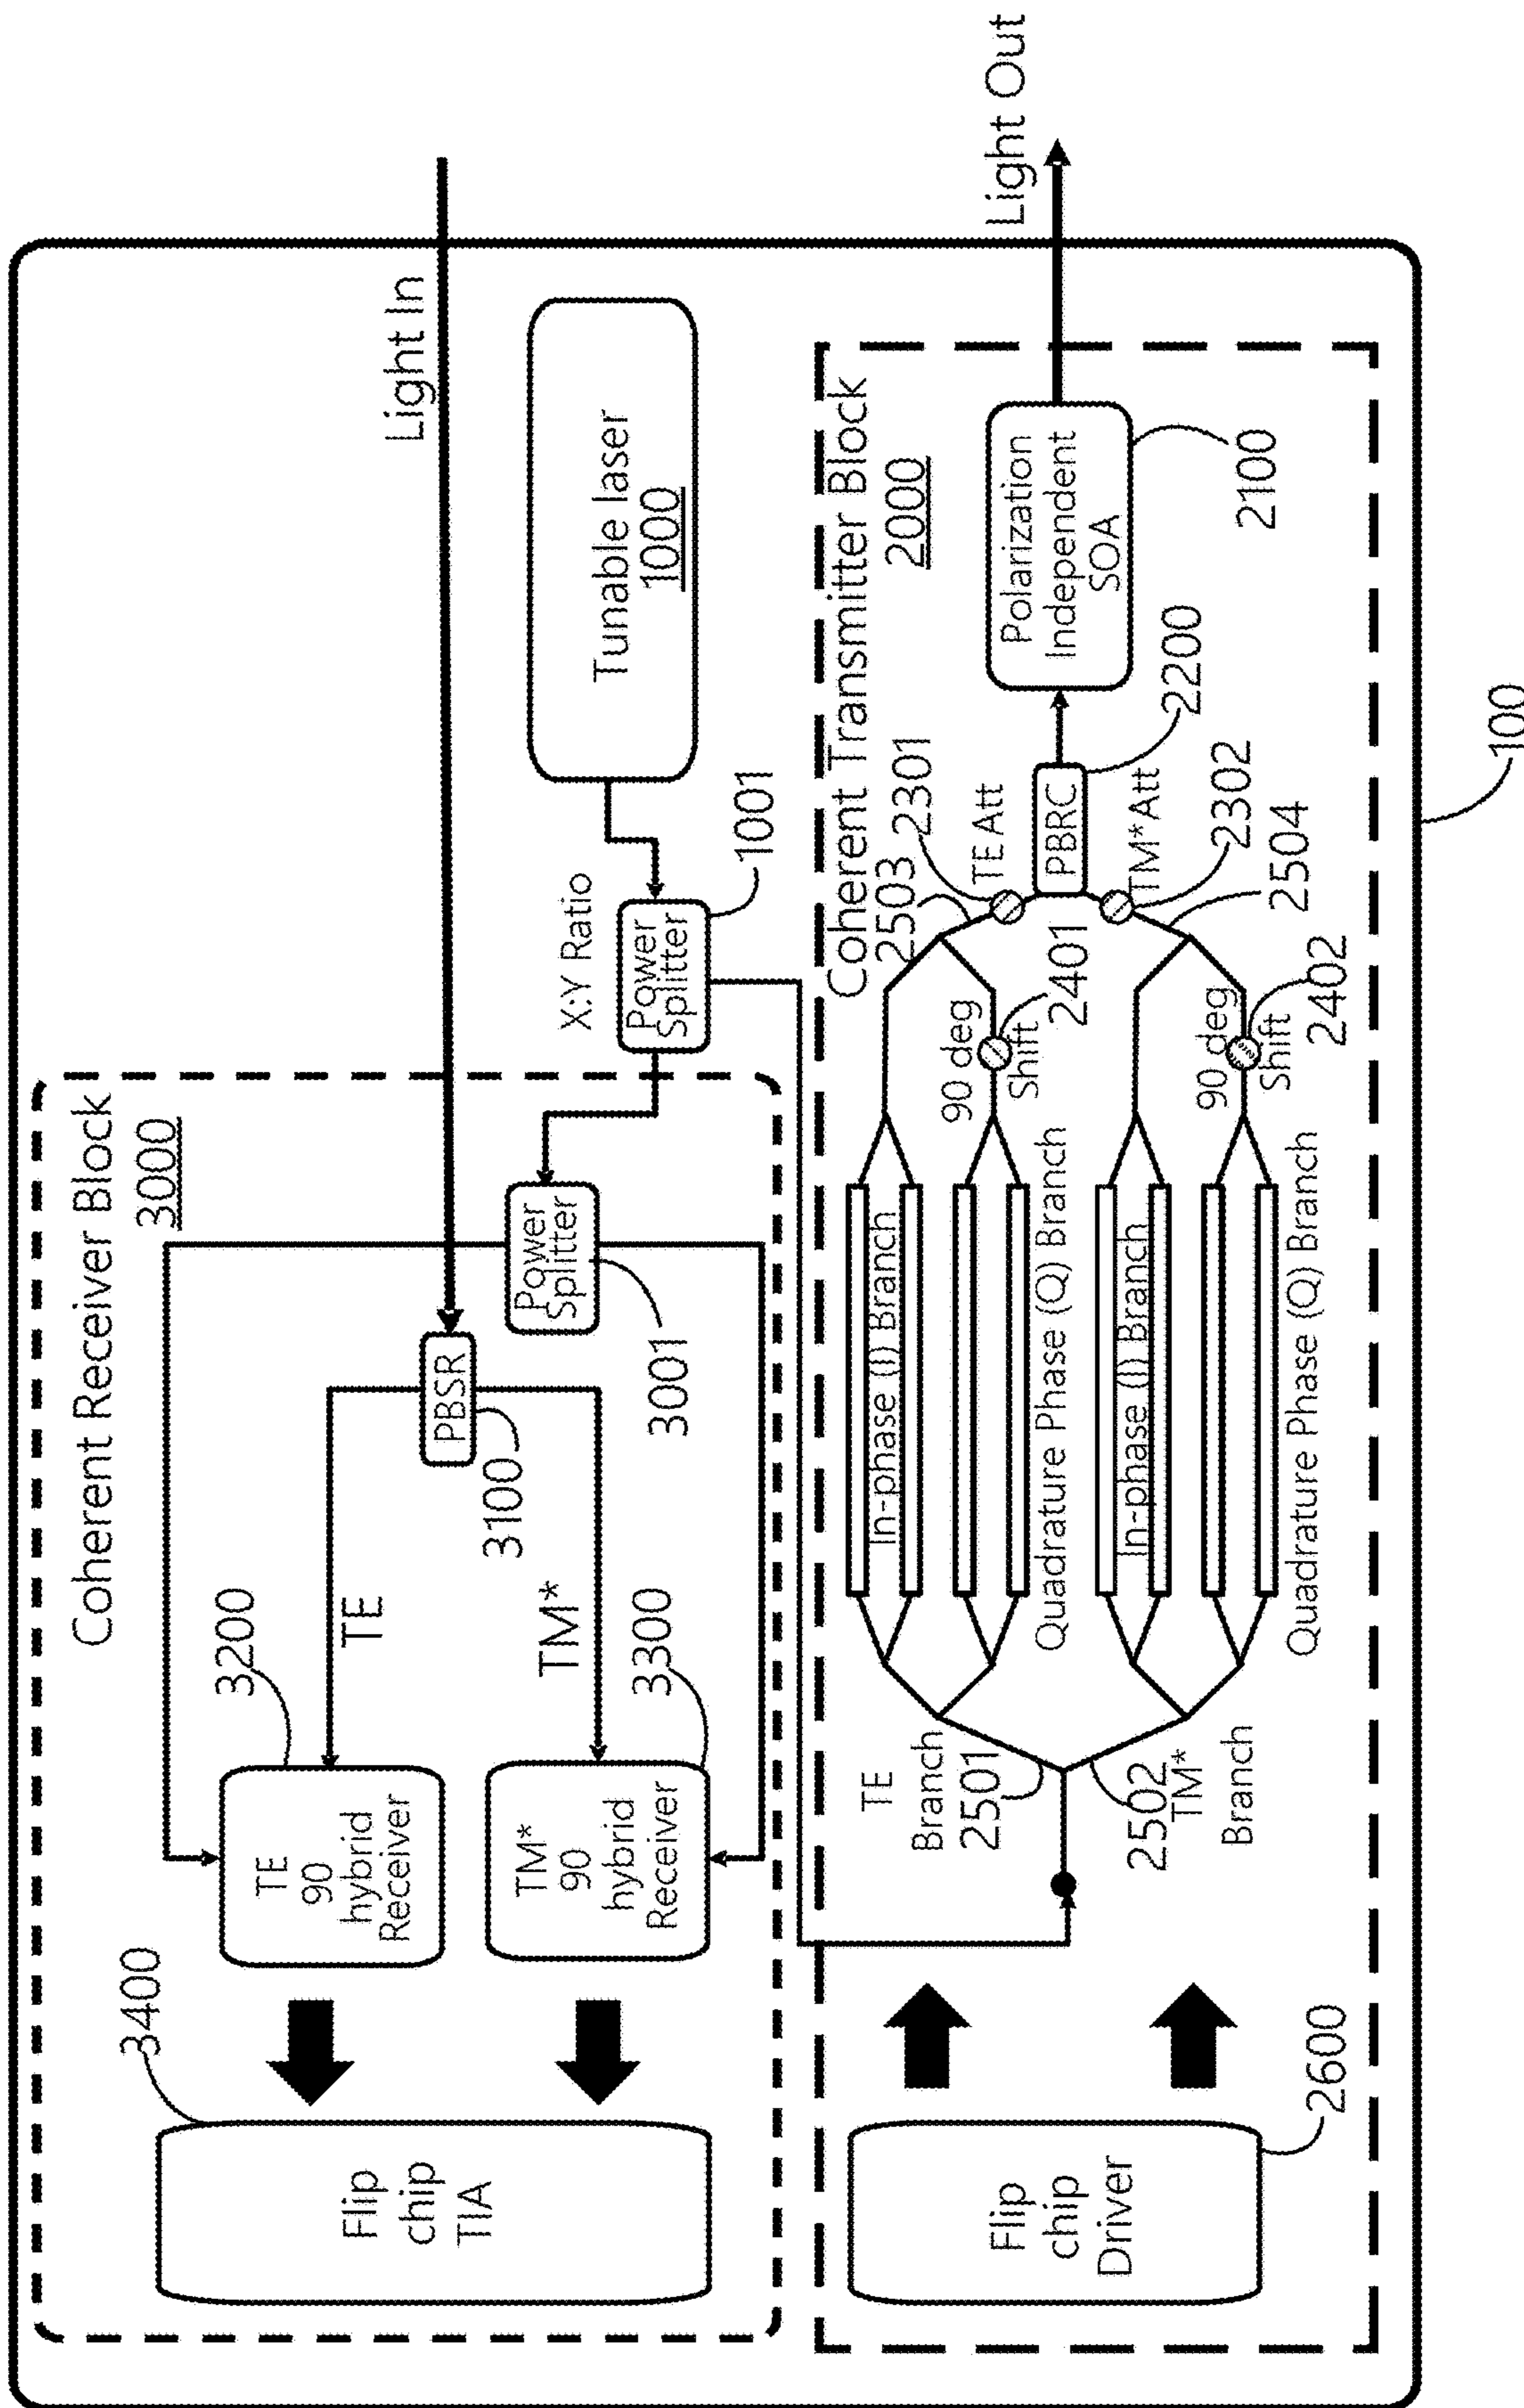 Coherent Receiver Block
3000
3400
Flip
chip
TIA
3200
TE
90
hybrid
Receiver
TE
TM*
3300
TM*
90
hybrid
Receiver
PBSR
3100
Power
Splitter
3001
Light In
X:Y Ratio
Power
Splitter
1001
Tunable laser
1000
Coherent Transmitter Block
2000
Flip
chip
Driver
2600
TE
Branch
2501
2502
TM*
Branch
In-phase (I) Branch
Quadrature Phase (Q) Branch
In-phase (I) Branch
Quadrature Phase (Q) Branch
90 deg
Shift
2401
90 deg
Shift
2402
2503
2301
TE Att
PBRC
2200
TM* Att
2302
2504
Polarization
Independent
SOA
2100
Light Out
100